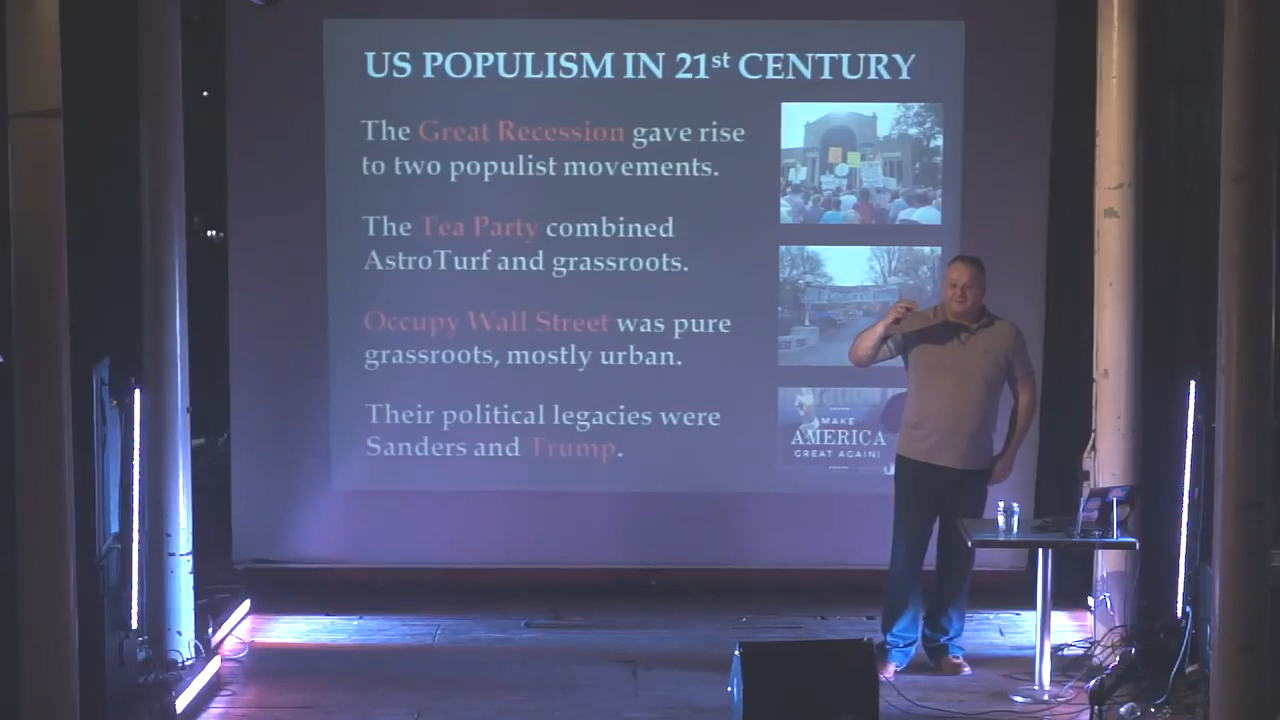 US POPULISM IN 21st CENTURY
The Great Recession gave rise
to two populist movements.
The Tea Party combined
AstroTurf and grassroots.
Occupy Wall Street was pure
grassroots, mostly urban.
Their political legacies were
Sanders and Trump.
MAKE
AMERICA
GREAT AGAIN!